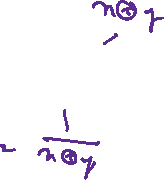 x ⊛ y
= 1 / x ⊛ y